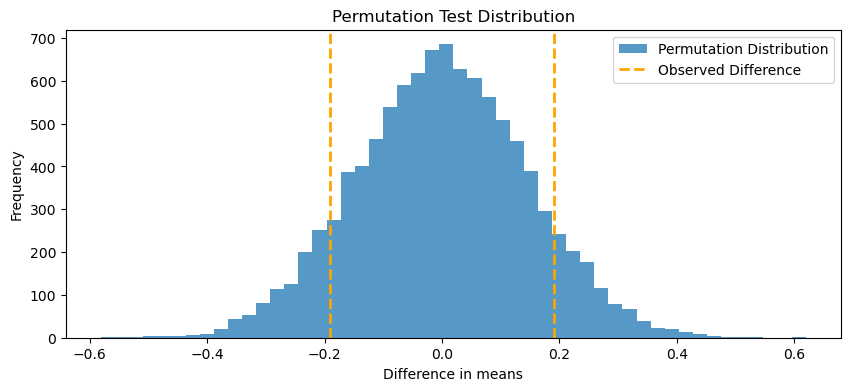 Permutation Test Distribution
Permutation Distribution
Observed Difference
Frequency
700
600
500
400
300
200
100
0
−0.6 −0.4 −0.2 0.0 0.2 0.4 0.6
Difference in means